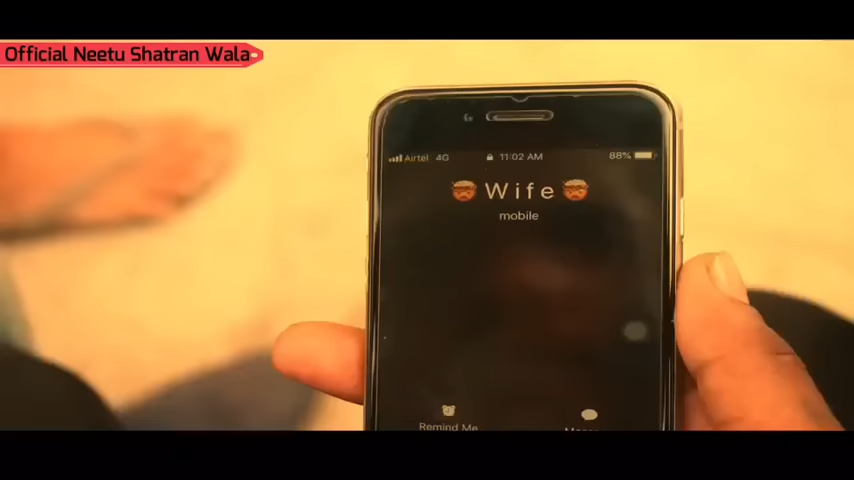 Official Neetu Shatran Wala
Airtel 4G 11:02 AM 88%
Wife
mobile
Remind Me